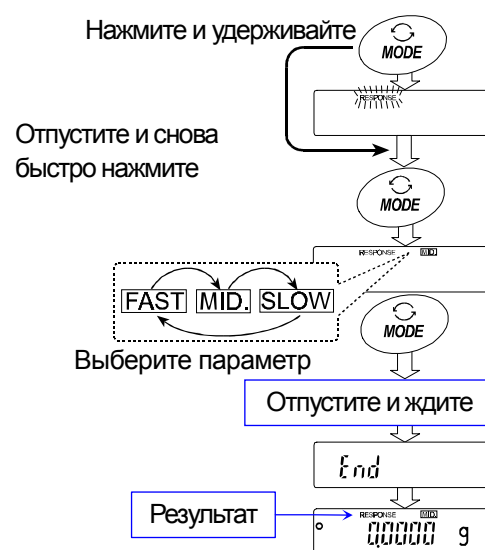 Нажмите и удерживайте
MODE
RESPONSE
Отпустите и снова
быстро нажмите
MODE
RESPONSE MID.
FAST MID. SLOW
MODE
Выберите параметр
Отпустите и ждите
End
Результат
RESPONSE MID.
0.0000 g